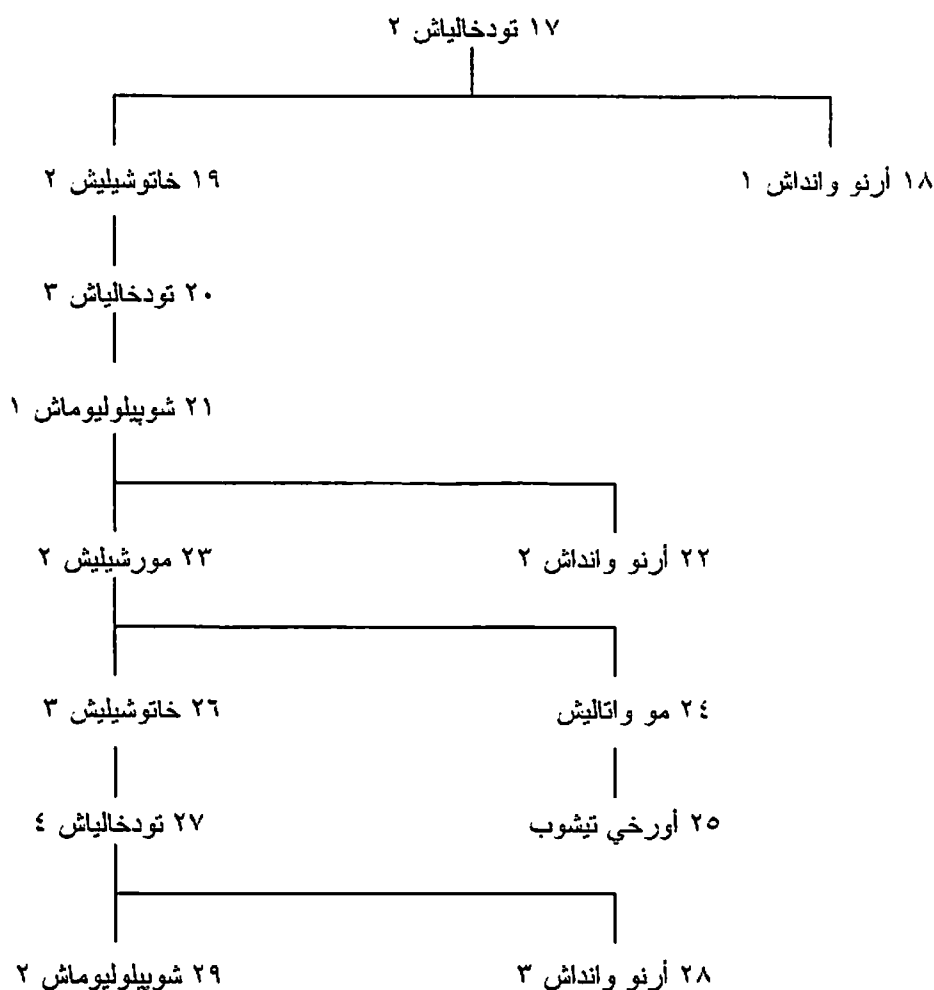 ١٧ تودخالياش ٢
١٨ أرنو وانداش ١
١٩ خاتوشيليش ٢
٢٠ تودخالياش ٣
٢١ شوبيلوليوماش ١
٢٢ أرنو وانداش ٢
٢٣ مورشيليش ٢
٢٤ مو واتاليش
٢٦ خاتوشيليش ٣
٢٥ أورخي تيشوب
٢٧ تودخالياش ٤
٢٨ أرنو وانداش ٣
٢٩ شوبيلوليوماش ٢